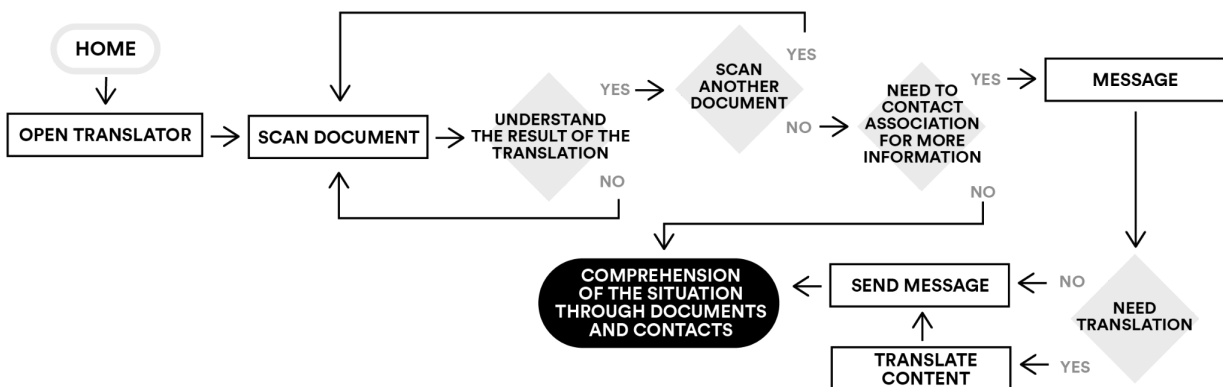 HOME
OPEN TRANSLATOR
SCAN DOCUMENT
UNDERSTAND
THE RESULT OF THE
TRANSLATION
YES
NO
SCAN
ANOTHER
DOCUMENT
YES
NO
NEED TO
CONTACT
ASSOCIATION
FOR MORE
INFORMATION
YES
NO
MESSAGE
NEED
TRANSLATION
NO
YES
SEND MESSAGE
TRANSLATE
CONTENT
COMPREHENSION
OF THE SITUATION
THROUGH DOCUMENTS
AND CONTACTS